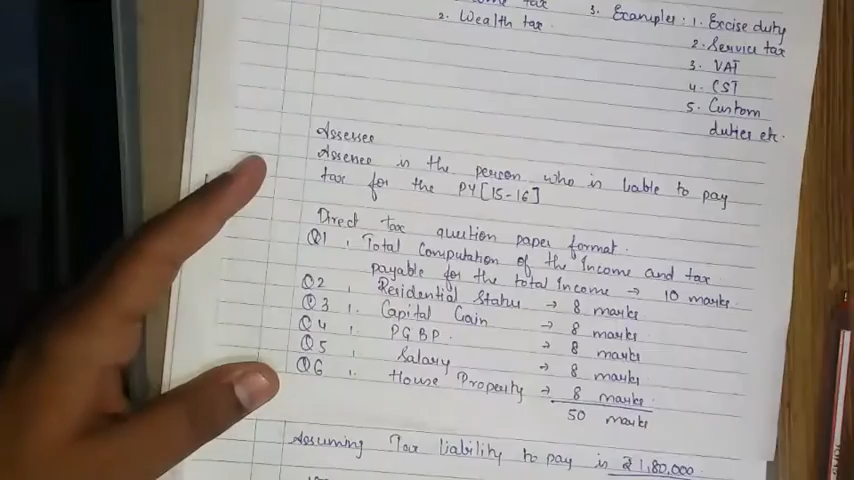 tax 3. Examples: 1. Excise duty
2. Wealth tax 2. Service tax
3. VAT
4. CST
5. Custom
duties etc.
Assessee
Assessee is the person who is liable to pay
tax for the PY [15-16]
Direct tax question paper format.
Q1 . Total Computation of the Income and tax
payable for the total Income → 10 marks
Q2 . Residential Status → 8 marks
Q3 . Capital Gain → 8 marks
Q4 . PGBP. → 8 marks
Q5 . Salary → 8 marks
Q6 . House Property → 8 marks
50 marks
Assuming Tax liability to pay is ₹1,80,000